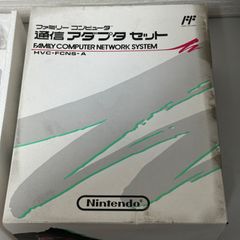 ファミリー コンピュータ
通信アダプタセット
FAMILY COMPUTER NETWORK SYSTEM
HVC-FCNS-A
Nintendo